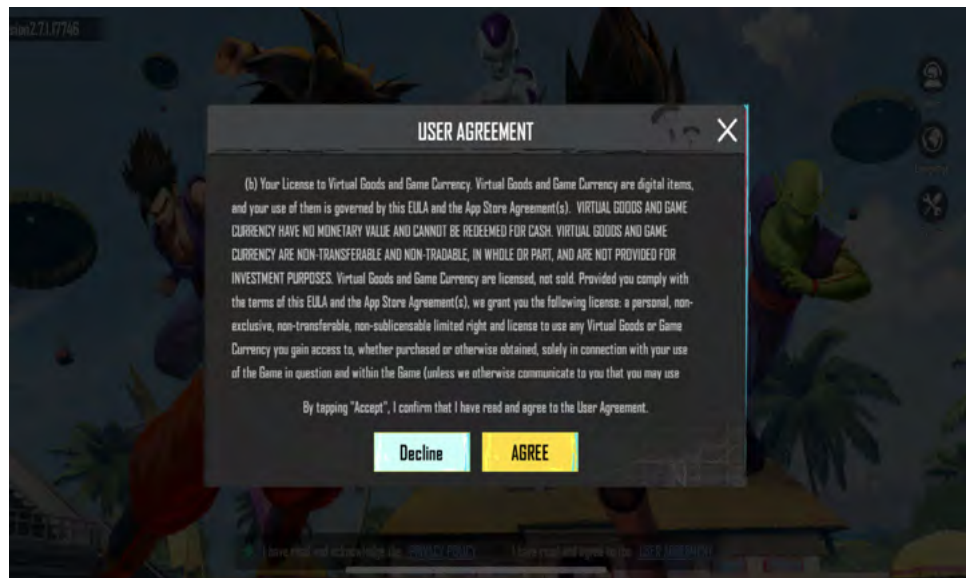 sion2.7.1.17746
USER AGREEMENT
(b) Your License to Virtual Goods and Game Currency. Virtual Goods and Game Currency are digital items,
and your use of them is governed by this EULA and the App Store Agreement(s). VIRTUAL GOODS AND GAME
CURRENCY HAVE NO MONETARY VALUE AND CANNOT BE REDEEMED FOR CASH. VIRTUAL GOODS AND GAME
CURRENCY ARE NON-TRANSFERABLE AND NON-TRADABLE, IN WHOLE OR PART, AND ARE NOT PROVIDED FOR
INVESTMENT PURPOSES. Virtual Goods and Game Currency are licensed, not sold. Provided you comply with
the terms of this EULA and the App Store Agreement(s), we grant you the following license: a personal, non-
exclusive, non-transferable, non-sublicensable limited right and license to use any Virtual Goods or Game
Currency you gain access to, whether purchased or otherwise obtained, solely in connection with your use
of the Game in question and within the Game (unless we otherwise communicate to you that you may use
By tapping "Accept", I confirm that I have read and agree to the User Agreement.
Decline
AGREE
I have read and acknowledge the PRIVACY POLICY
I have read and agree to the USER AGREEMENT